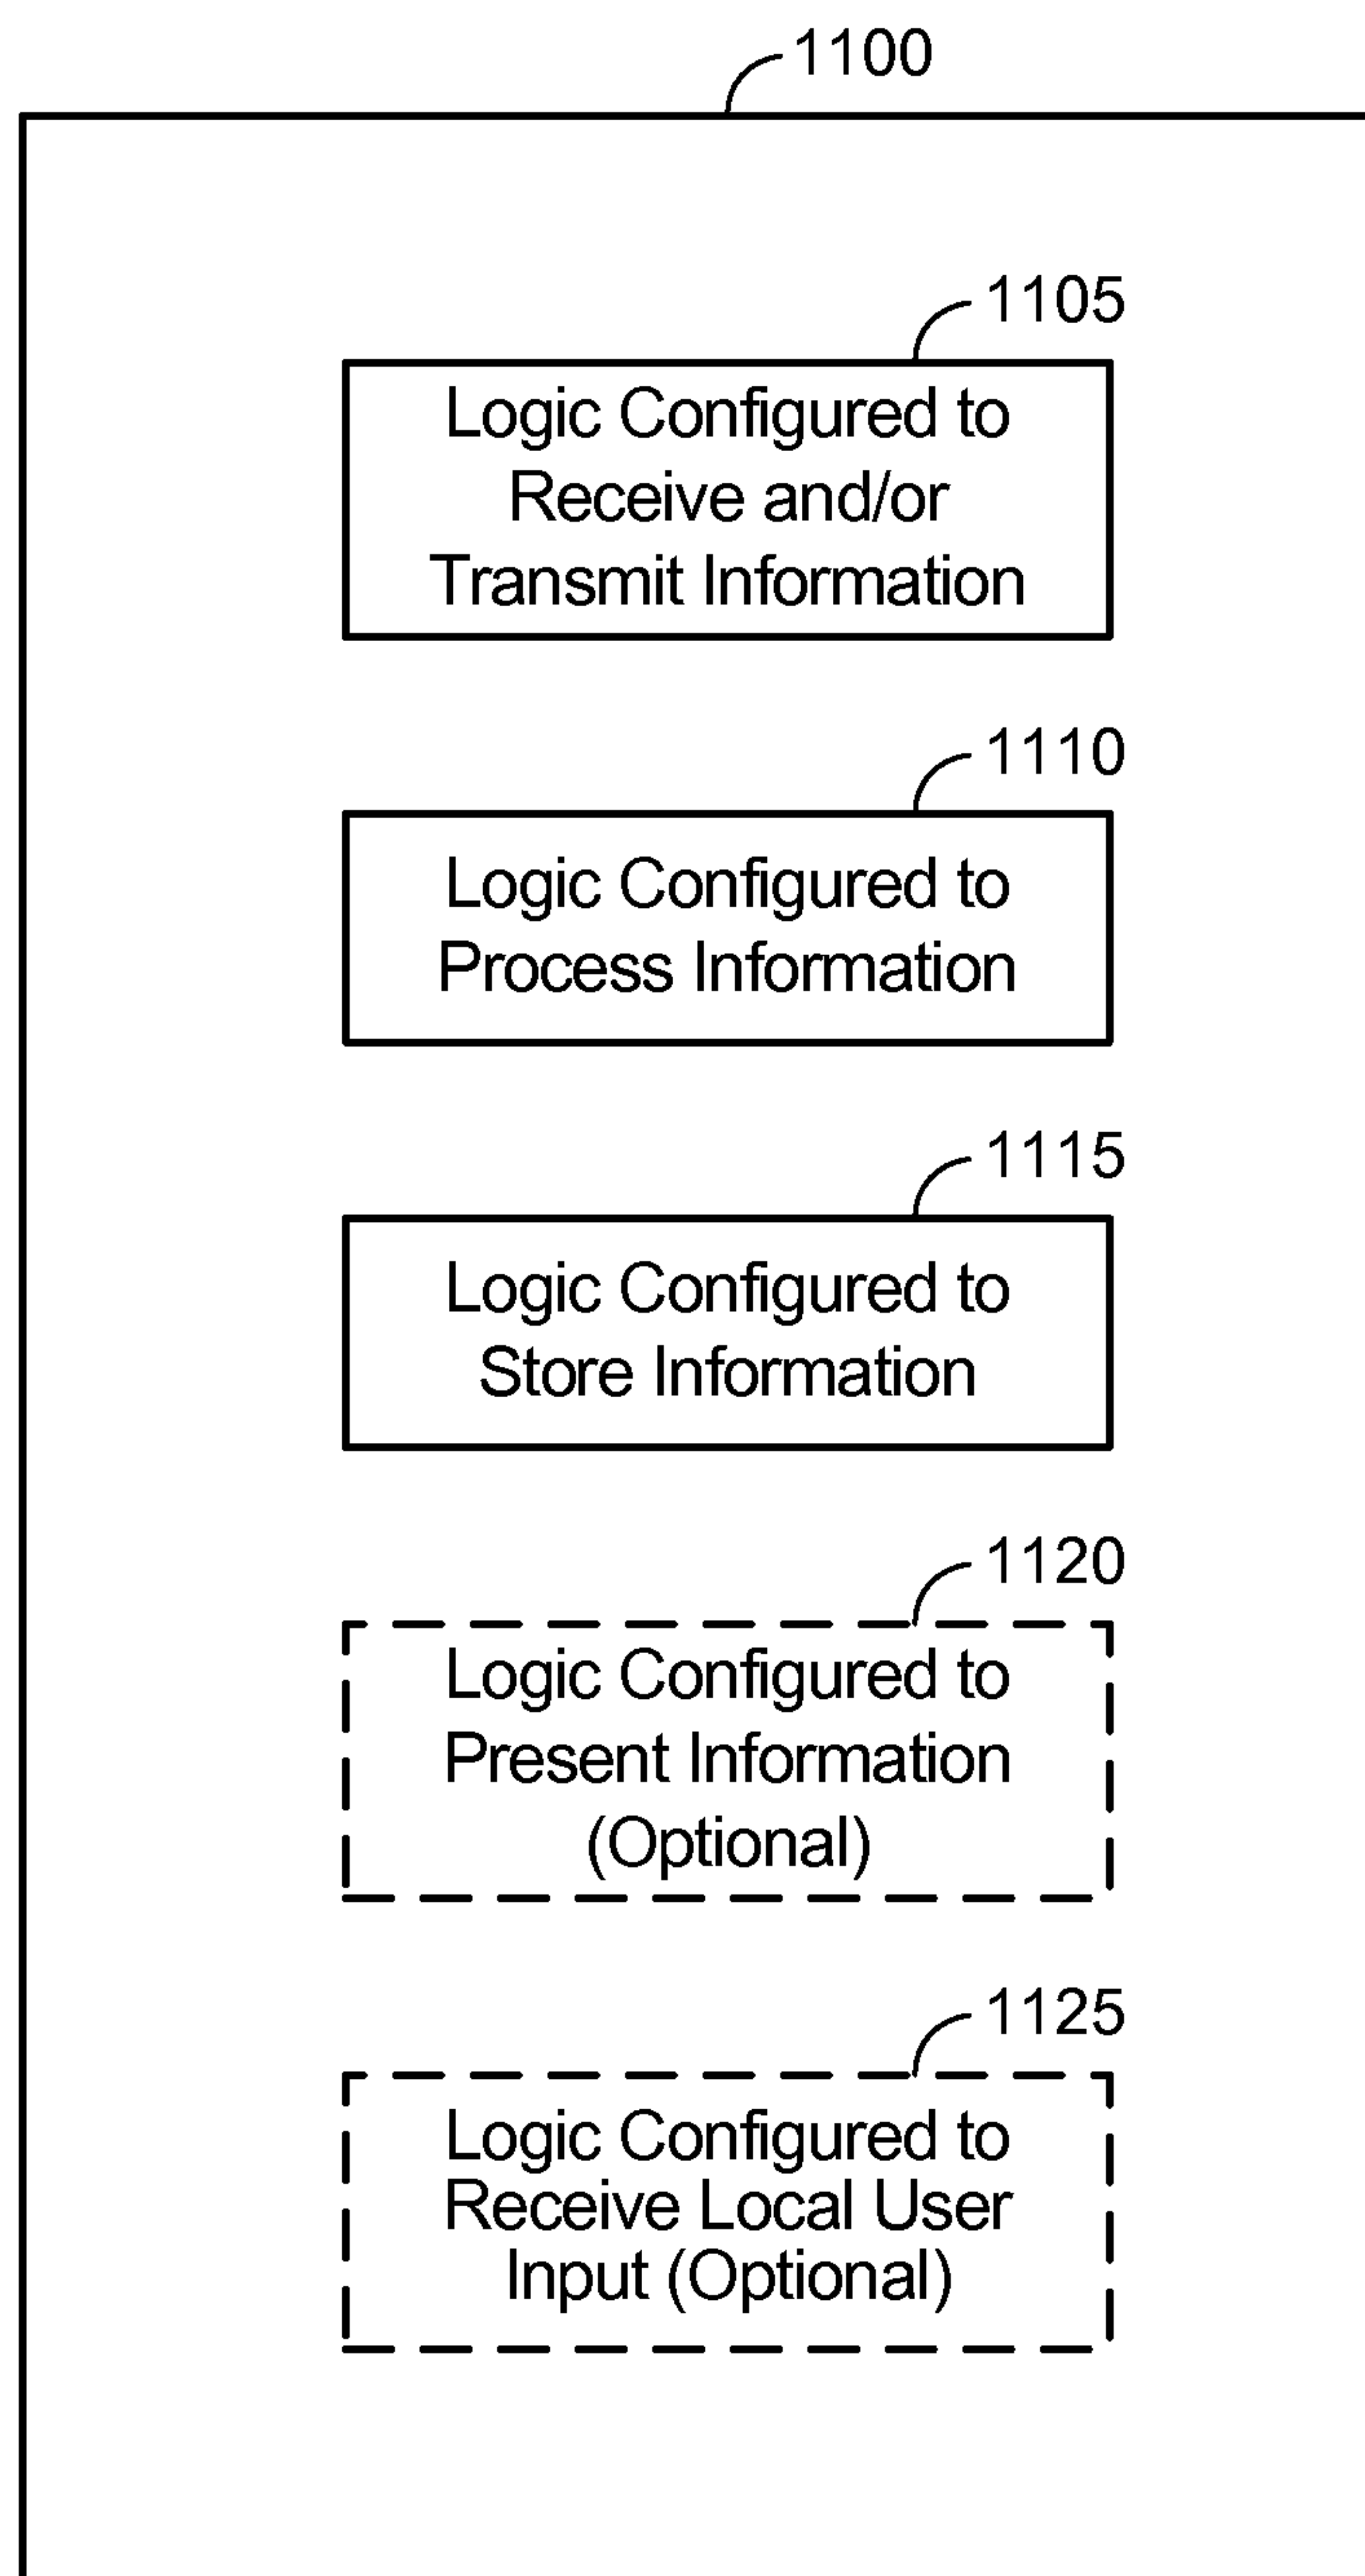 1100
1105
Logic Configured to
Receive and/or
Transmit Information
1110
Logic Configured to
Process Information
1115
Logic Configured to
Store Information
1120
Logic Configured to
Present Information
(Optional)
1125
Logic Configured to
Receive Local User
Input (Optional)